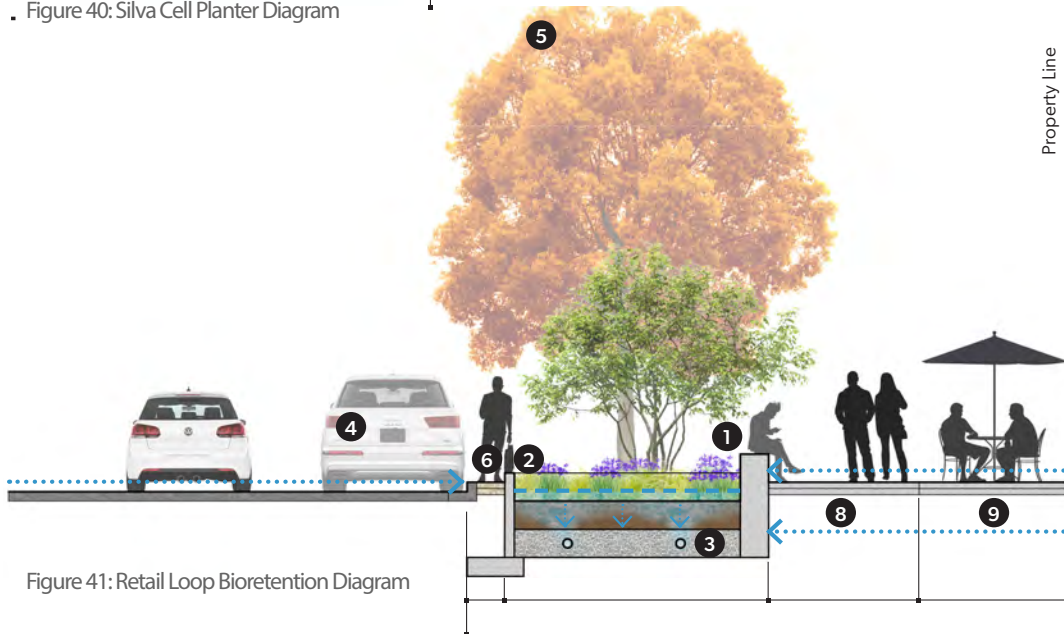 Figure 40: Silva Cell Planter Diagram
5
Property Line
4
1
6 2
3
8
9
Figure 41: Retail Loop Bioretention Diagram